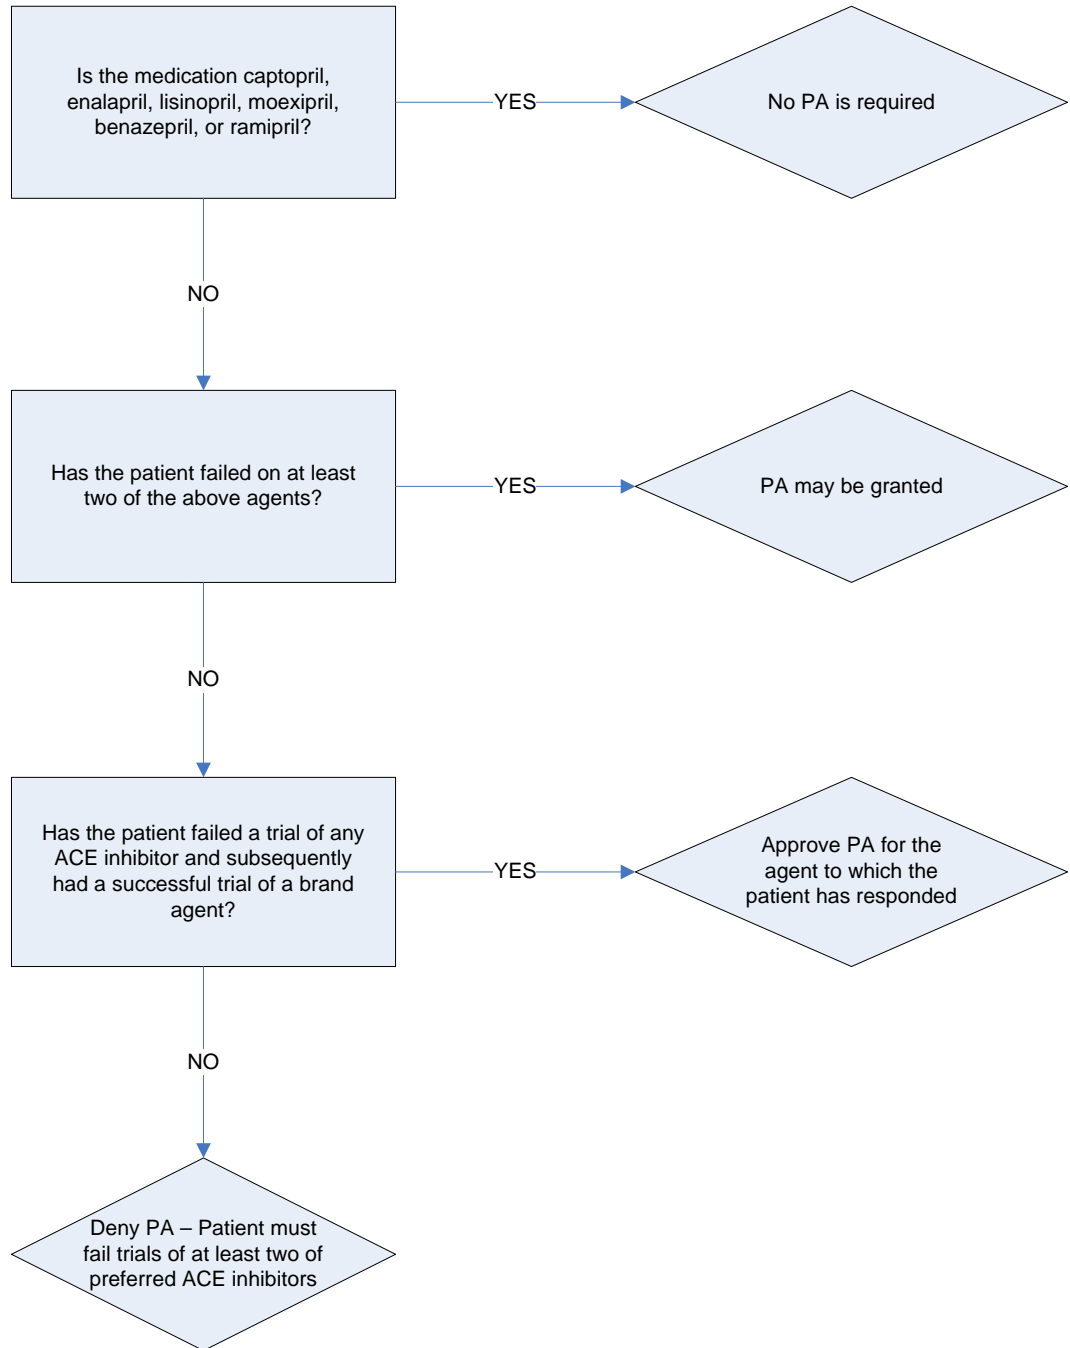 Is the medication captopril,
enalapril, lisinopril, moexipril,
benazepril, or ramipril?
YES
No PA is required
NO
Has the patient failed on at least
two of the above agents?
YES
PA may be granted
NO
Has the patient failed a trial of any
ACE inhibitor and subsequently
had a successful trial of a brand
agent?
YES
Approve PA for the
agent to which the
patient has responded
NO
Deny PA – Patient must
fail trials of at least two of
preferred ACE inhibitors